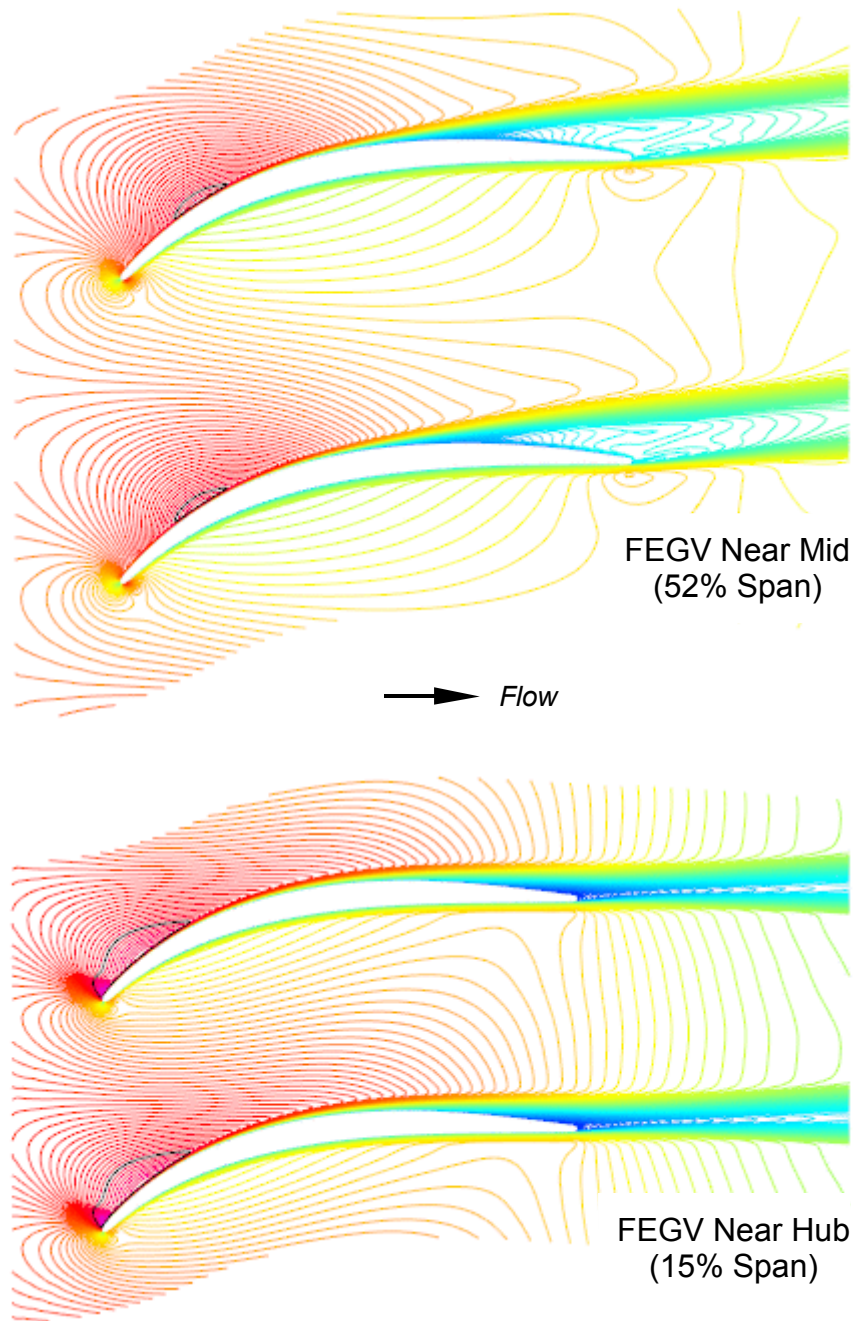 FEGV Near Mid
(52% Span)
Flow
FEGV Near Hub
(15% Span)